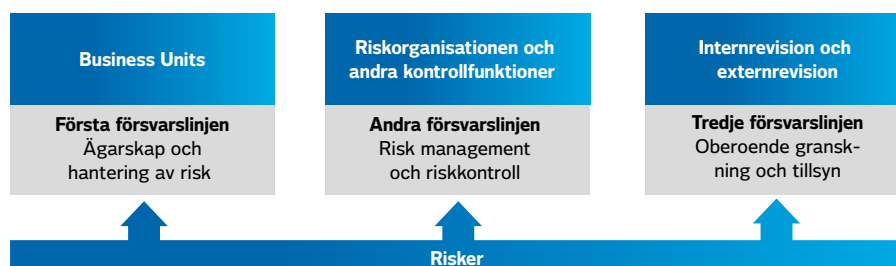 Business Units
Första försvarslinjen
Ägarskap och
hantering av risk
Riskorganisationen och
andra kontrollfunktioner
Andra försvarslinjen
Risk management
och riskkontroll
Internrevision och
externrevision
Tredje försvarslinjen
Oberoende gransk-
ning och tillsyn
Risker